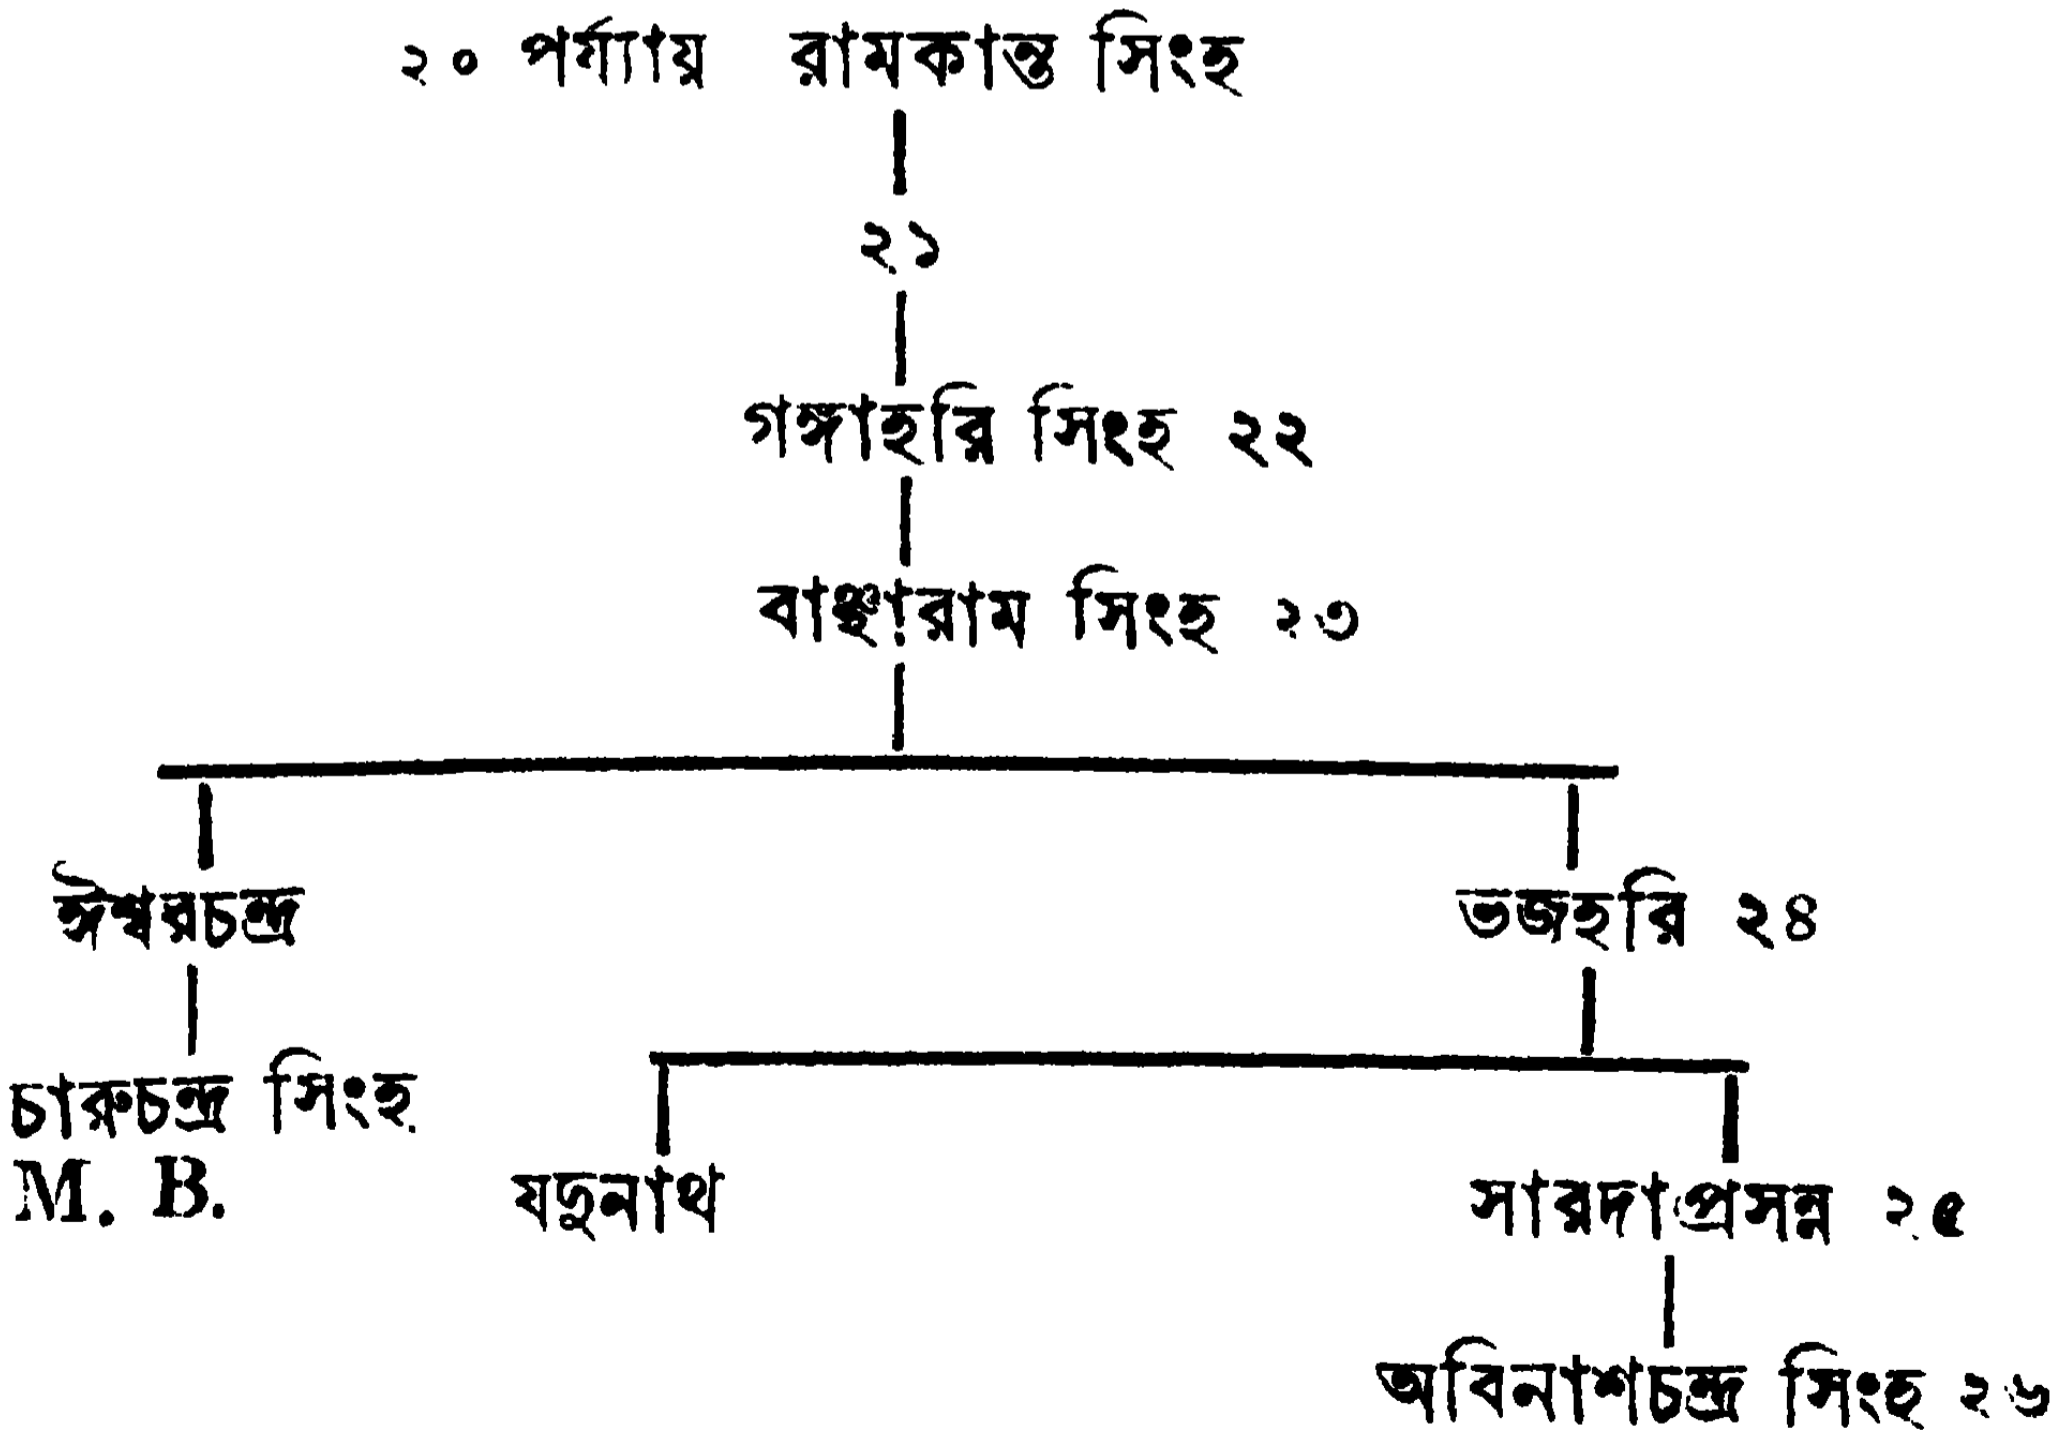 ২০ পর্য্যায় রামকান্ত সিংহ
২১
গঙ্গাহরি সিংহ ২২
বাঞ্ছারাম সিংহ ২৩
ঈশ্বরচন্দ্র ভজহরি ২৪
চারুচন্দ্র সিংহ
M. B. যদুনাথ সারদাপ্রসন্ন ২৫
অবিনাশচন্দ্র সিংহ ২৬